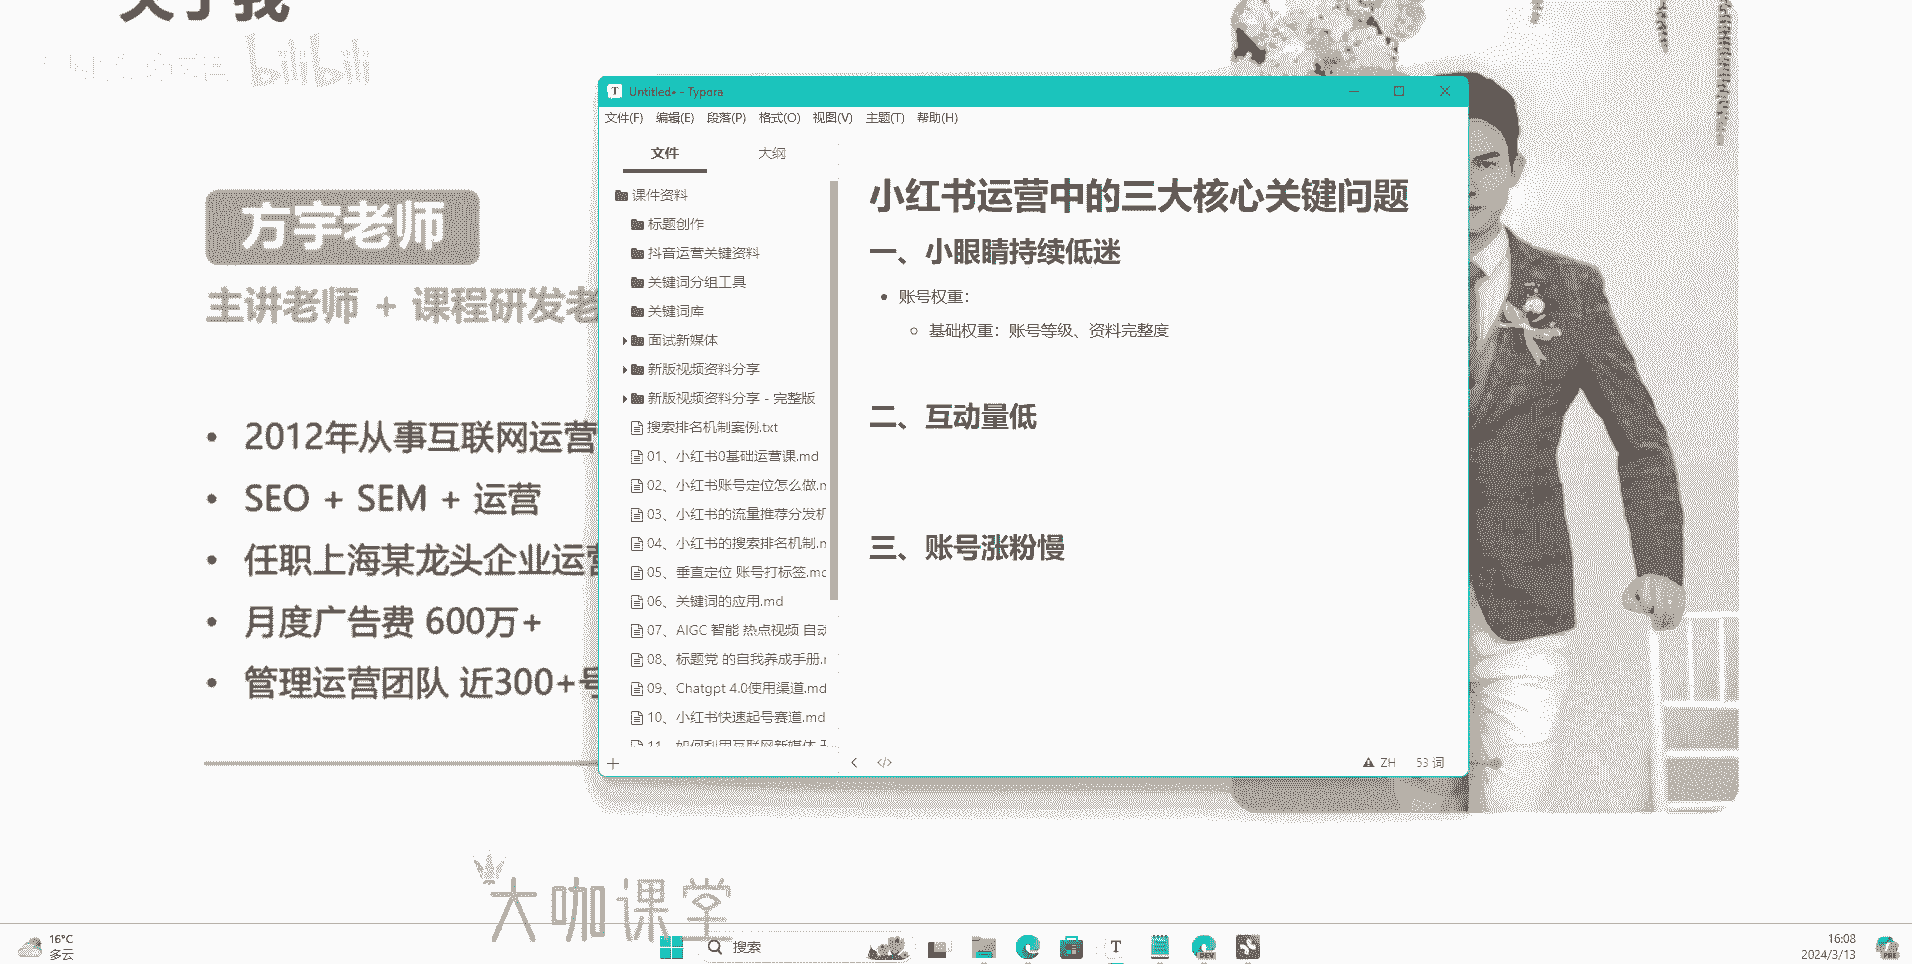 关于我
bilibili
方宇老师
主讲老师 + 课程研发老
2012年从事互联网运营
SEO + SEM + 运营
任职上海某龙头企业运营
月度广告费 600万+
管理运营团队 近300+号
Untitled• - Typora
文件(F) 编辑(E) 段落(P) 格式(O) 视图(V) 主题(T) 帮助(H)
文件 大纲
课件资料
标题创作
抖音运营关键资料
关键词分组工具
关键词库
面试新媒体
新版视频资料分享
新版视频资料分享 - 完整版
搜索排名机制案例.txt
01、小红书0基础运营课.md
02、小红书账号定位怎么做.m
03、小红书的流量推荐分发机
04、小红书的搜索排名机制.m
05、垂直定位 账号打标签.md
06、关键词的应用.md
07、AIGC 智能 热点视频 自动
08、标题党 的自我养成手册.m
09、Chatgpt 4.0使用渠道.md
10、小红书快速起号赛道.md
11、如何利用互联网新媒体
小红书运营中的三大核心关键问题
一、小眼睛持续低迷
账号权重：
基础权重：账号等级、资料完整度
二、互动量低
三、账号涨粉慢
</> ZH 53 词
大咖课堂
16°C
多云
搜索
T
DEV
16:08
2024/3/13
PRE